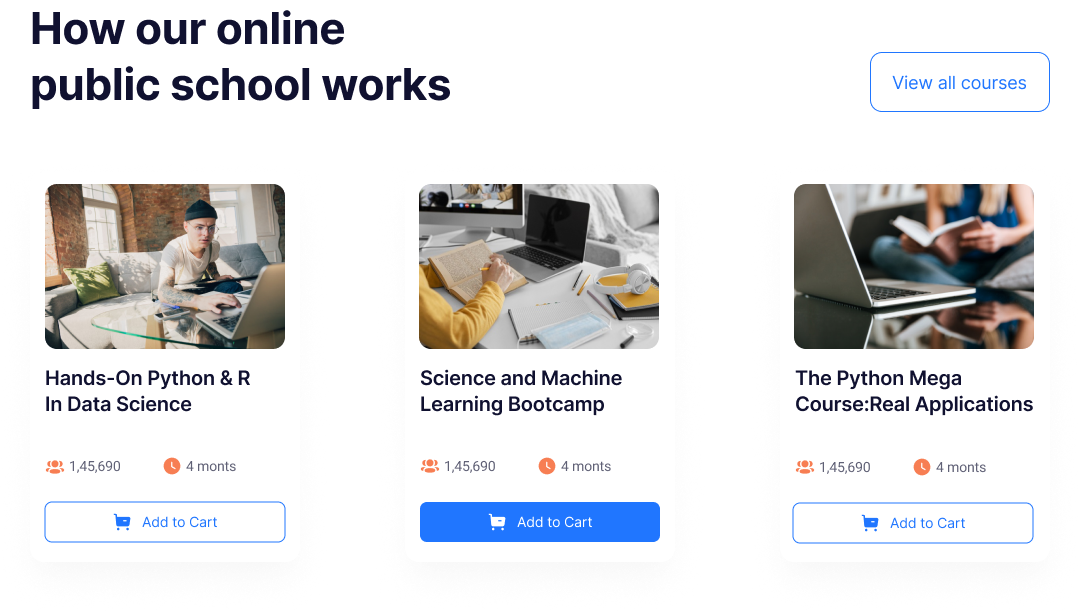 How our online
public school works
View all courses
Hands-On Python & R
In Data Science
1,45,690
4 monts
Add to Cart
Science and Machine
Learning Bootcamp
1,45,690
4 monts
Add to Cart
The Python Mega
Course:Real Applications
1,45,690
4 monts
Add to Cart